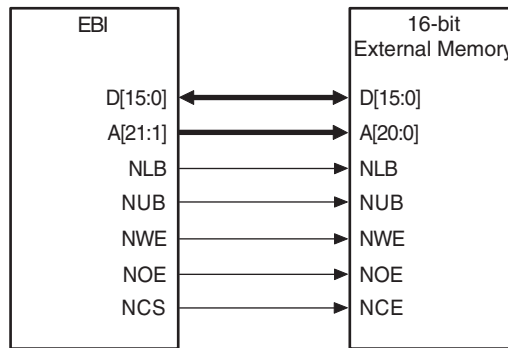 EBI
16-bit
External Memory
D[15:0] D[15:0]
A[21:1] A[20:0]
NLB NLB
NUB NUB
NWE NWE
NOE NOE
NCS NCE